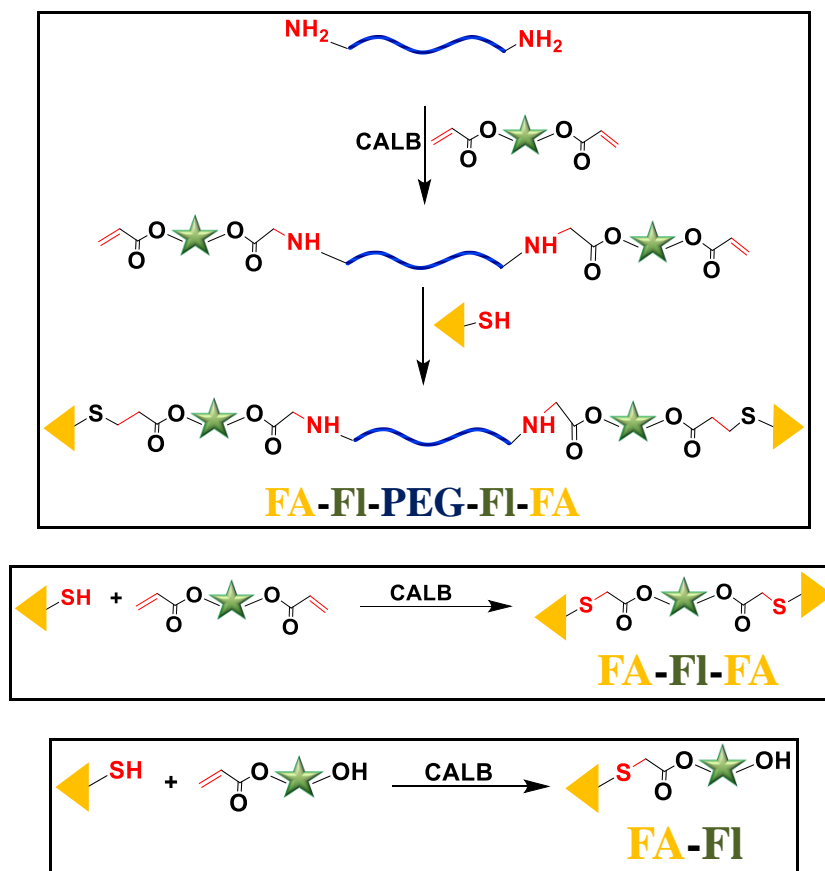 NH2 NH2
CALB O O O O
O O O NH NH O O O
O O
SH
S O O O NH NH O O O S
O O
FA-Fl-PEG-Fl-FA
SH + O O O O CALB S O O O O S
FA-Fl-FA
SH + O O OH CALB S O O OH
FA-Fl